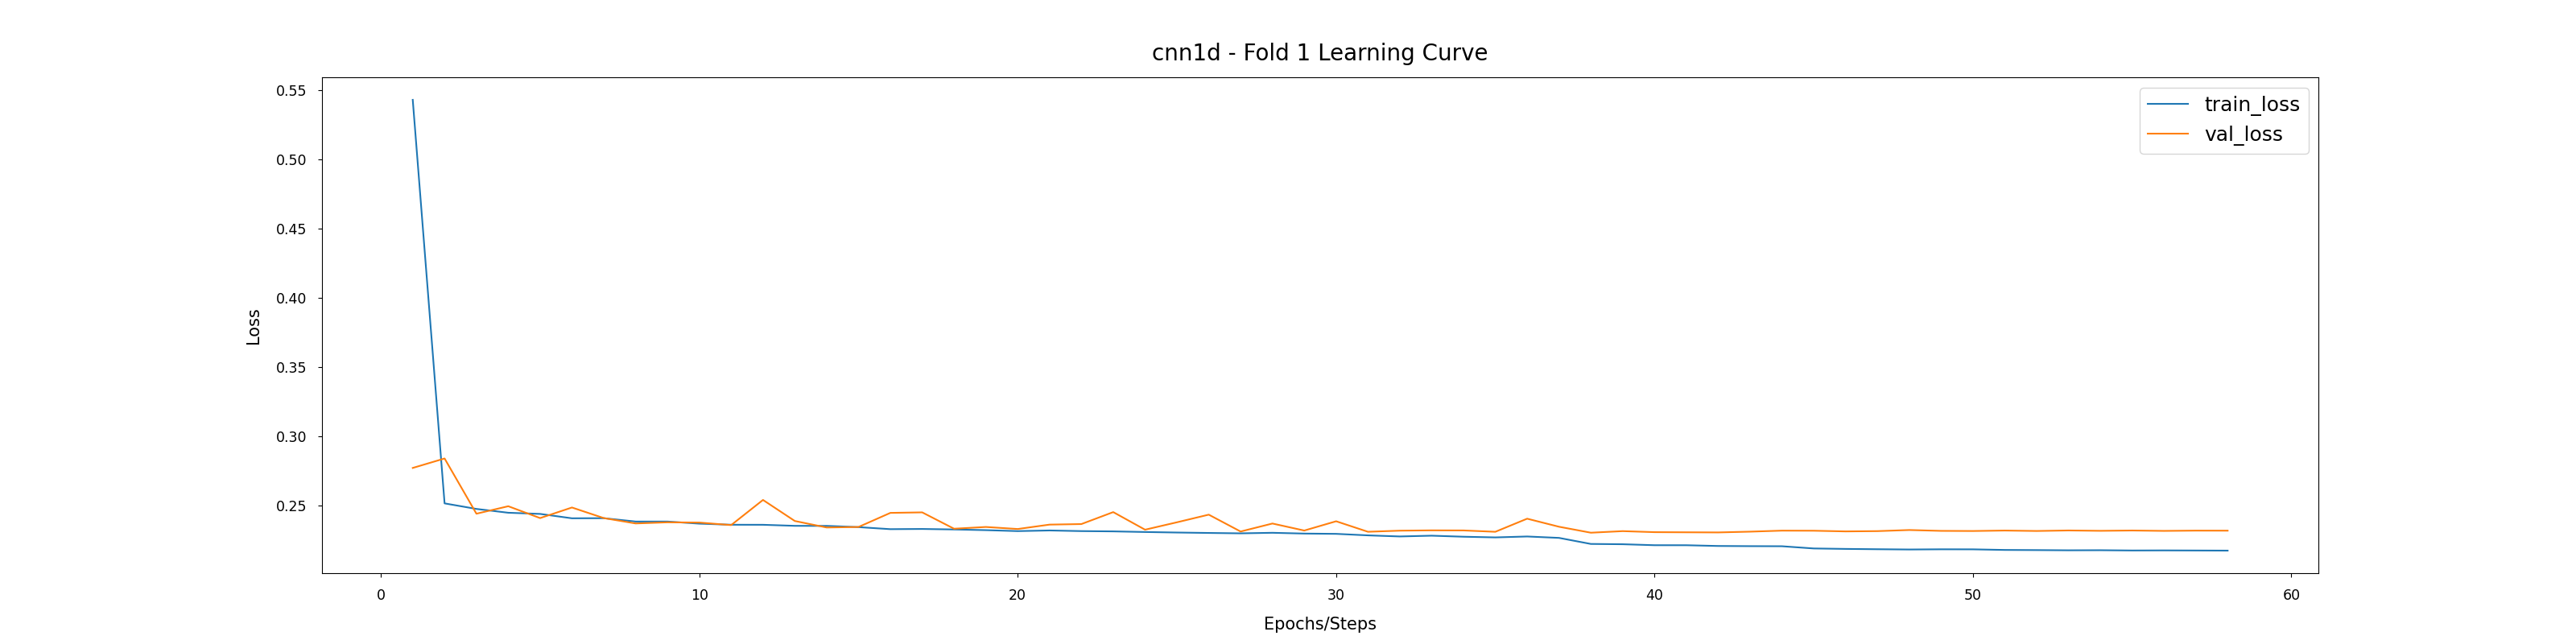 cnn1d - Fold 1 Learning Curve
train_loss
val_loss
Loss
0.55
0.50
0.45
0.40
0.35
0.30
0.25
0 10 20 30 40 50 60
Epochs/Steps